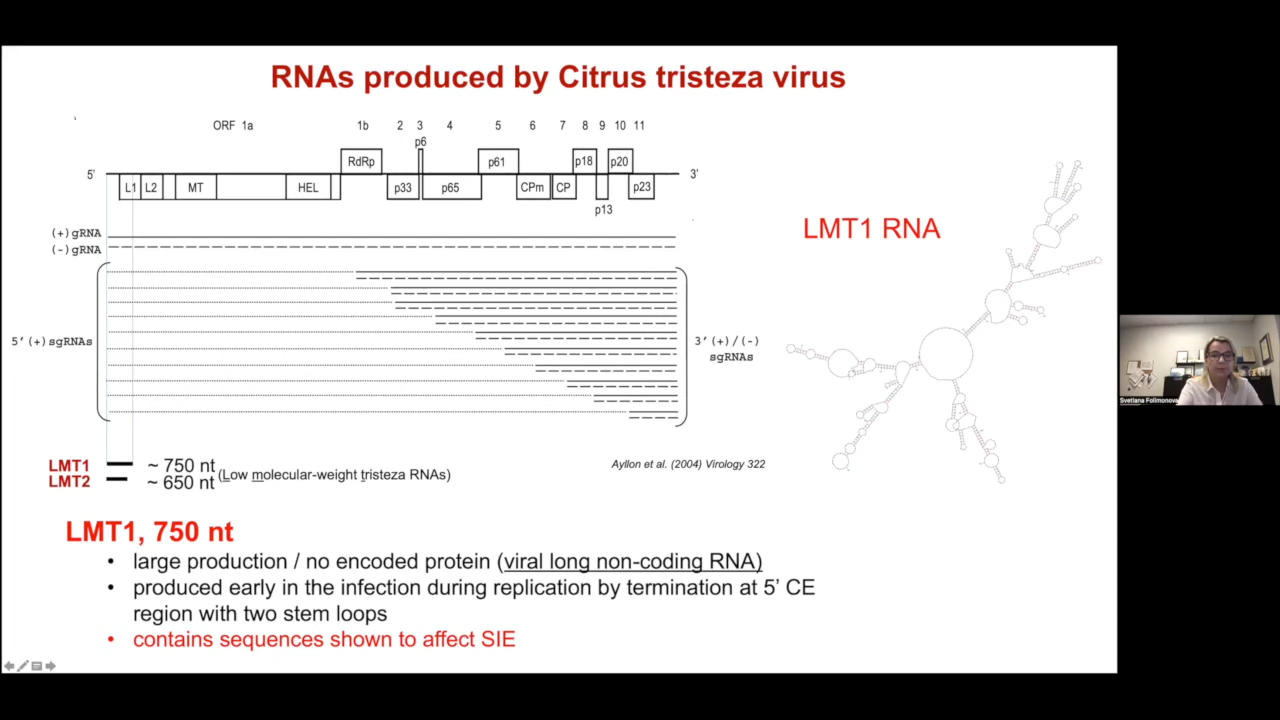 RNAs produced by Citrus tristeza virus
ORF 1a 1b 2 3 4 5 6 7 8 9 10 11
p6
RdRp p61 p18 p20
5' 3'
L1 L2 MT HEL p33 p65 CPm CP p23
p13
(+)gRNA
(-)gRNA
LMT1 RNA
5'(+)sgRNAs
3'(+)/(-)
sgRNAs
LMT1 ~ 750 nt
LMT2 ~ 650 nt
(Low molecular-weight tristeza RNAs)
Ayllon et al. (2004) Virology 322
LMT1, 750 nt
• large production / no encoded protein (viral long non-coding RNA)
• produced early in the infection during replication by termination at 5' CE
region with two stem loops
• contains sequences shown to affect SIE
Svetlana Folimonova